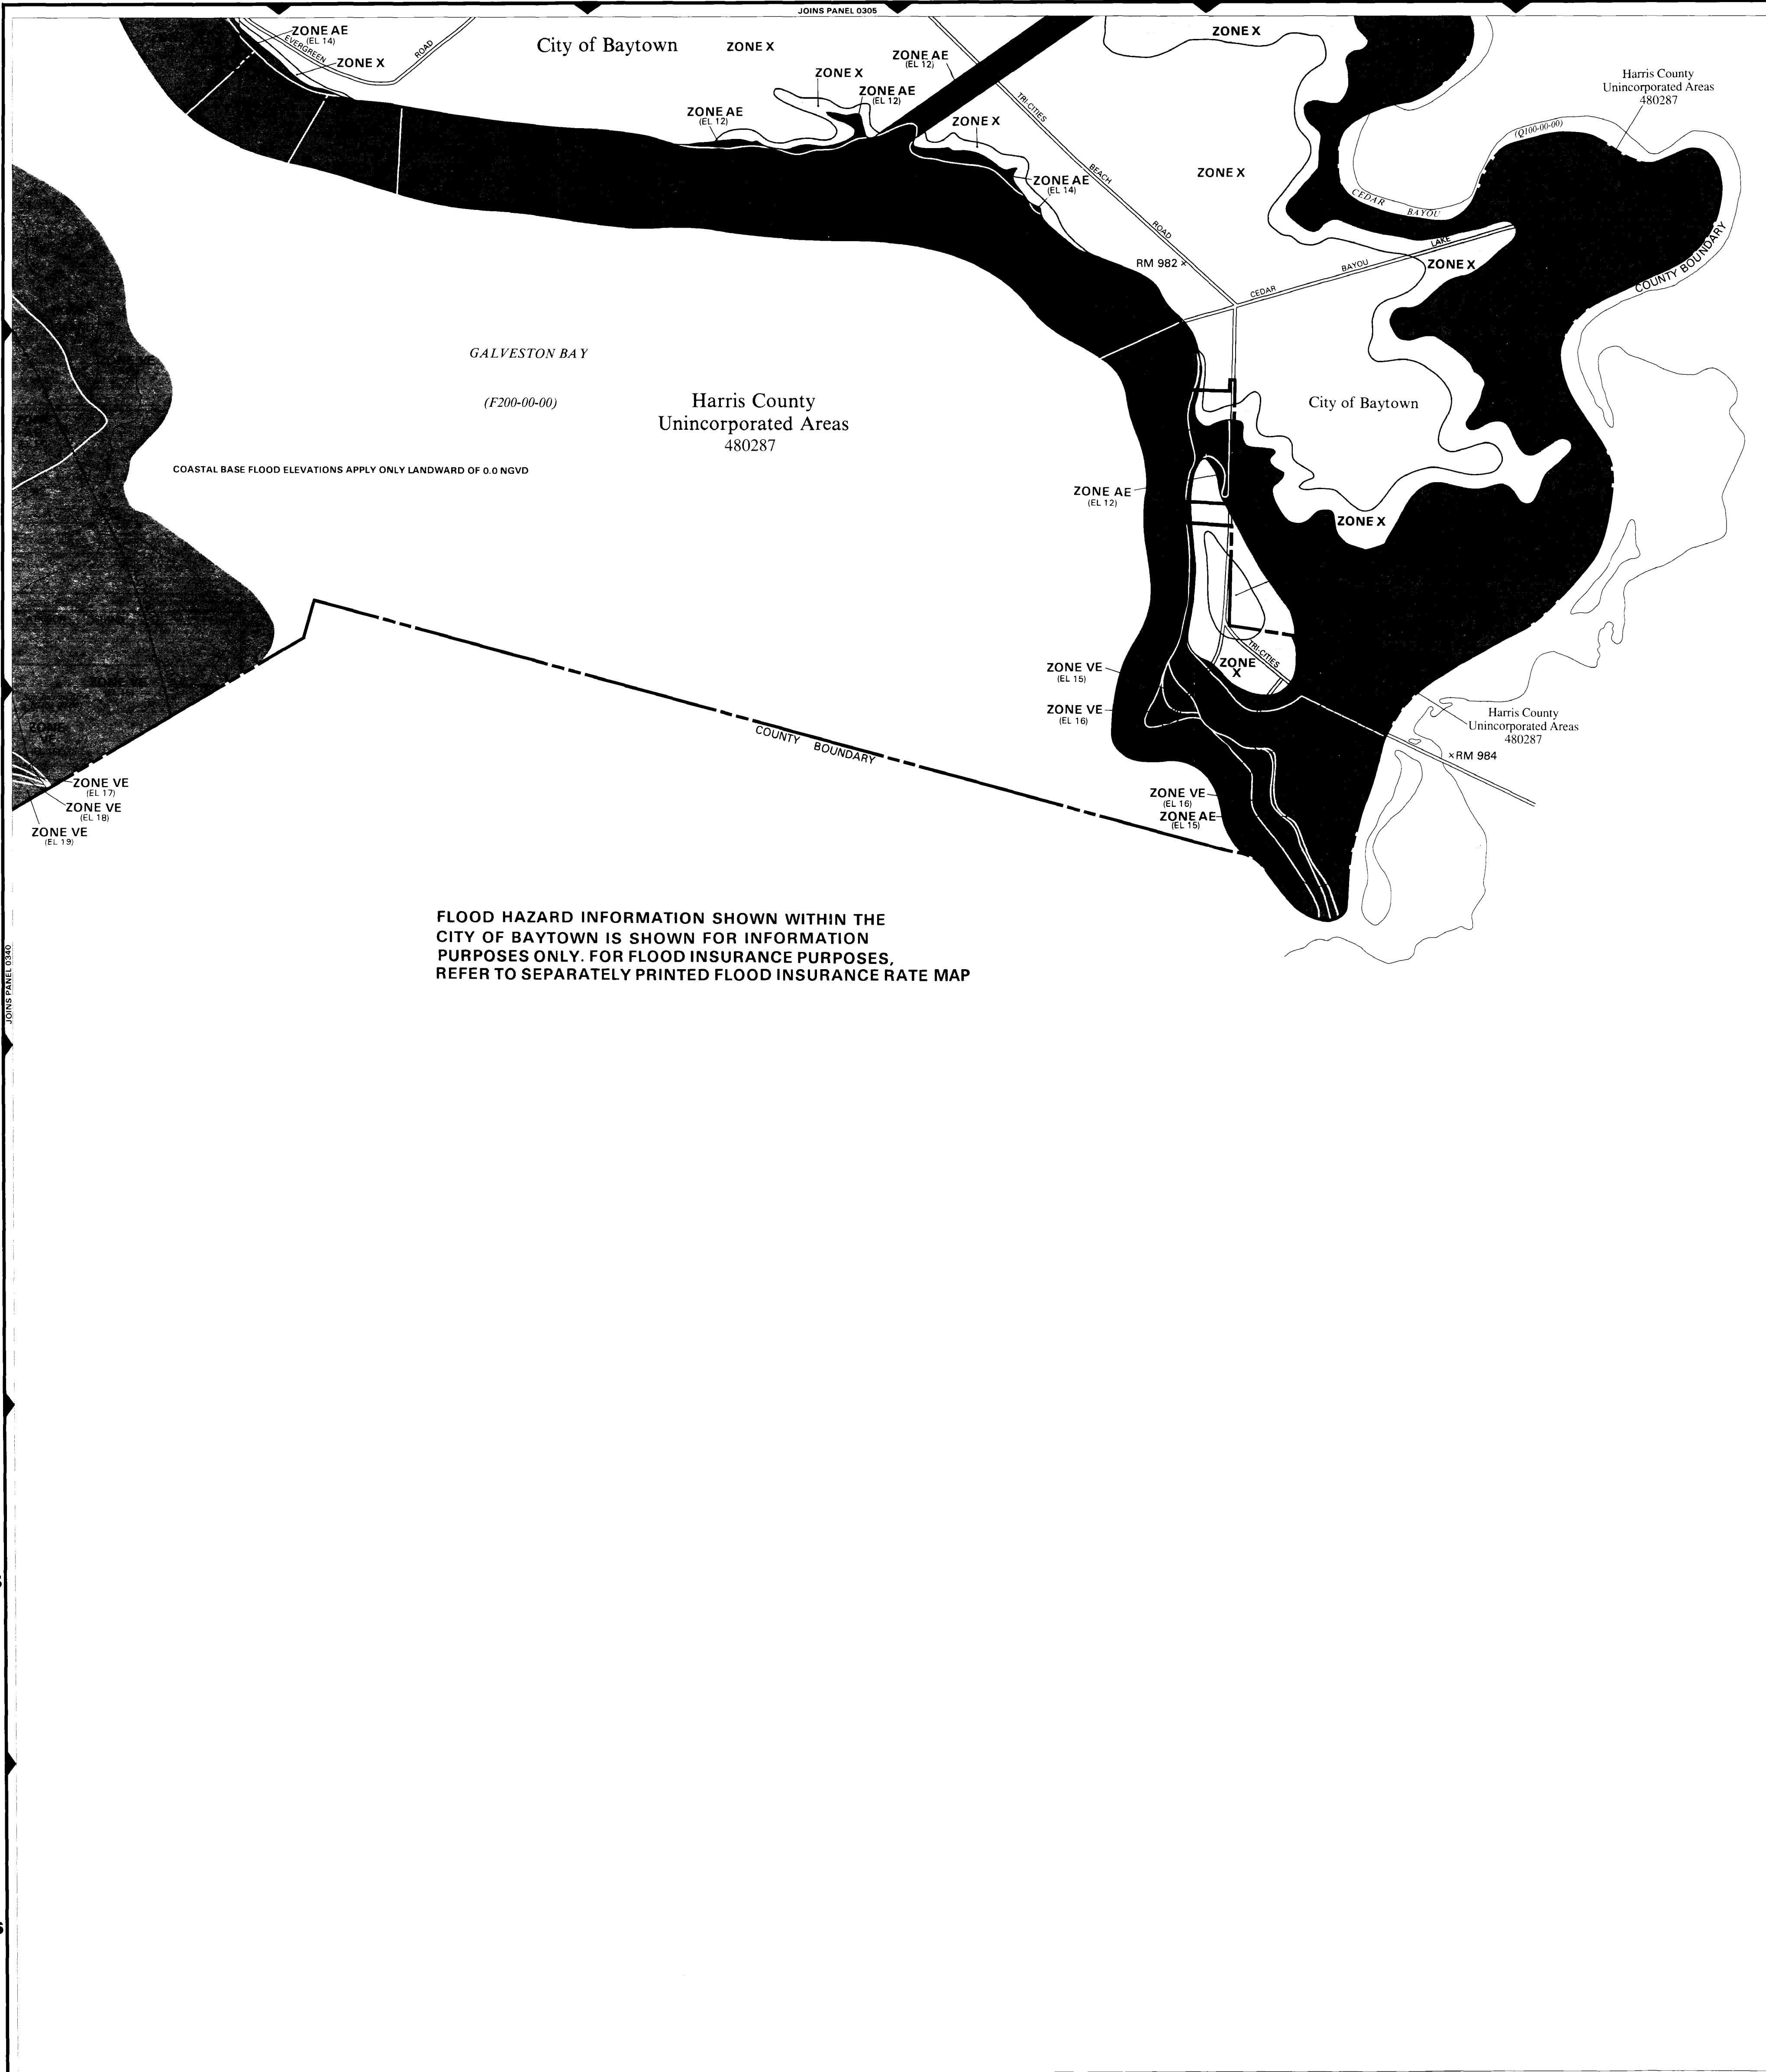 JOINS PANEL 0305
ZONE AE
(EL 14)
EVERGREEN
ROAD
ZONE X
City of Baytown
ZONE X
ZONE X
ZONE AE
(EL 12)
ZONE AE
(EL 12)
ZONE AE
(EL 12)
ZONE X
ZONE AE
(EL 14)
TRI-CITIES
BEACH
ROAD
RM 982
ZONE X
ZONE X
Harris County
Unincorporated Areas
480287
(Q100-00-00)
CEDAR BAYOU
CEDAR
BAYOU
LAKE
ZONE X
COUNTY BOUNDARY
GALVESTON BAY
(F200-00-00)
Harris County
Unincorporated Areas
480287
COASTAL BASE FLOOD ELEVATIONS APPLY ONLY LANDWARD OF 0.0 NGVD
City of Baytown
ZONE AE
(EL 12)
ZONE X
ZONE VE
(EL 15)
ZONE VE
(EL 16)
TRI-CITIES
ZONE
X
Harris County
Unincorporated Areas
480287
RM 984
COUNTY BOUNDARY
ZONE VE
(EL 16)
ZONE AE
(EL 15)
ZONE
VE
ZONE VE
(EL 17)
ZONE VE
(EL 18)
ZONE VE
(EL 19)
FLOOD HAZARD INFORMATION SHOWN WITHIN THE
CITY OF BAYTOWN IS SHOWN FOR INFORMATION
PURPOSES ONLY. FOR FLOOD INSURANCE PURPOSES,
REFER TO SEPARATELY PRINTED FLOOD INSURANCE RATE MAP
JOINS PANEL 0340